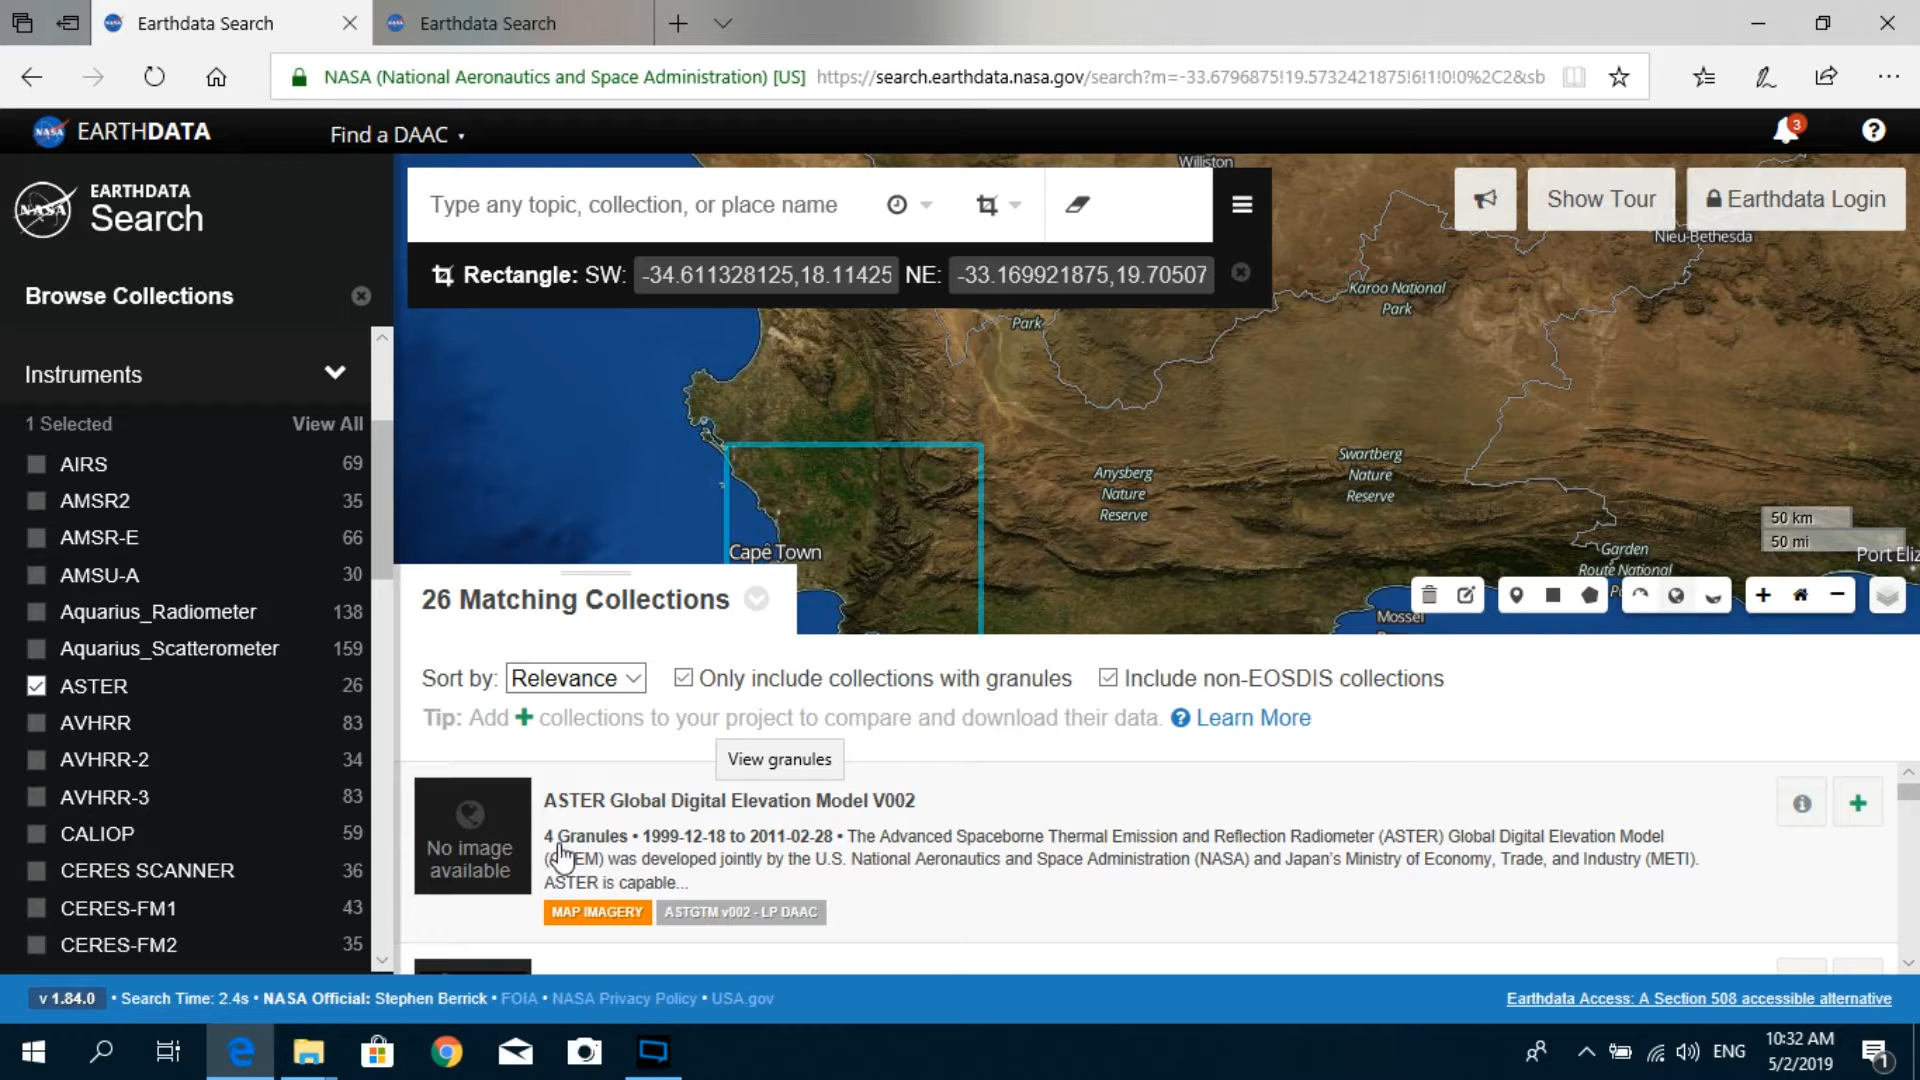 Earthdata Search
Earthdata Search
NASA (National Aeronautics and Space Administration) [US] https://search.earthdata.nasa.gov/search?m=-33.6796875!19.5732421875!6!1!0!0%2C2&sb
NASA EARTHDATA
Find a DAAC
3
NASA
EARTHDATA
Search
Type any topic, collection, or place name
Rectangle: SW: -34.611328125,18.11425 NE: -33.169921875,19.70507
Show Tour
Earthdata Login
Browse Collections
Instruments
1 Selected View All
AIRS 69
AMSR2 35
AMSR-E 66
AMSU-A 30
Aquarius_Radiometer 138
Aquarius_Scatterometer 159
ASTER 26
AVHRR 83
AVHRR-2 34
AVHRR-3 83
CALIOP 59
CERES SCANNER 36
CERES-FM1 43
CERES-FM2 35
Williston
Nieu-Bethesda
Karoo National
Park
Park
Anysberg
Nature
Reserve
Swartberg
Nature
Reserve
Cape Town
50 km
50 mi
Garden
Route National
Port Eliz
Mossel
26 Matching Collections
Sort by: Relevance Only include collections with granules Include non-EOSDIS collections
Tip: Add + collections to your project to compare and download their data. Learn More
View granules
No image
available
ASTER Global Digital Elevation Model V002
4 Granules • 1999-12-18 to 2011-02-28 • The Advanced Spaceborne Thermal Emission and Reflection Radiometer (ASTER) Global Digital Elevation Model
was developed jointly by the U.S. National Aeronautics and Space Administration (NASA) and Japan's Ministry of Economy, Trade, and Industry (METI).
ASTER is capable...
MAP IMAGERY ASTGTM v002 - LP DAAC
v 1.84.0 • Search Time: 2.4s • NASA Official: Stephen Berrick • FOIA • NASA Privacy Policy • USA.gov
Earthdata Access: A Section 508 accessible alternative
ENG
10:32 AM
5/2/2019
1